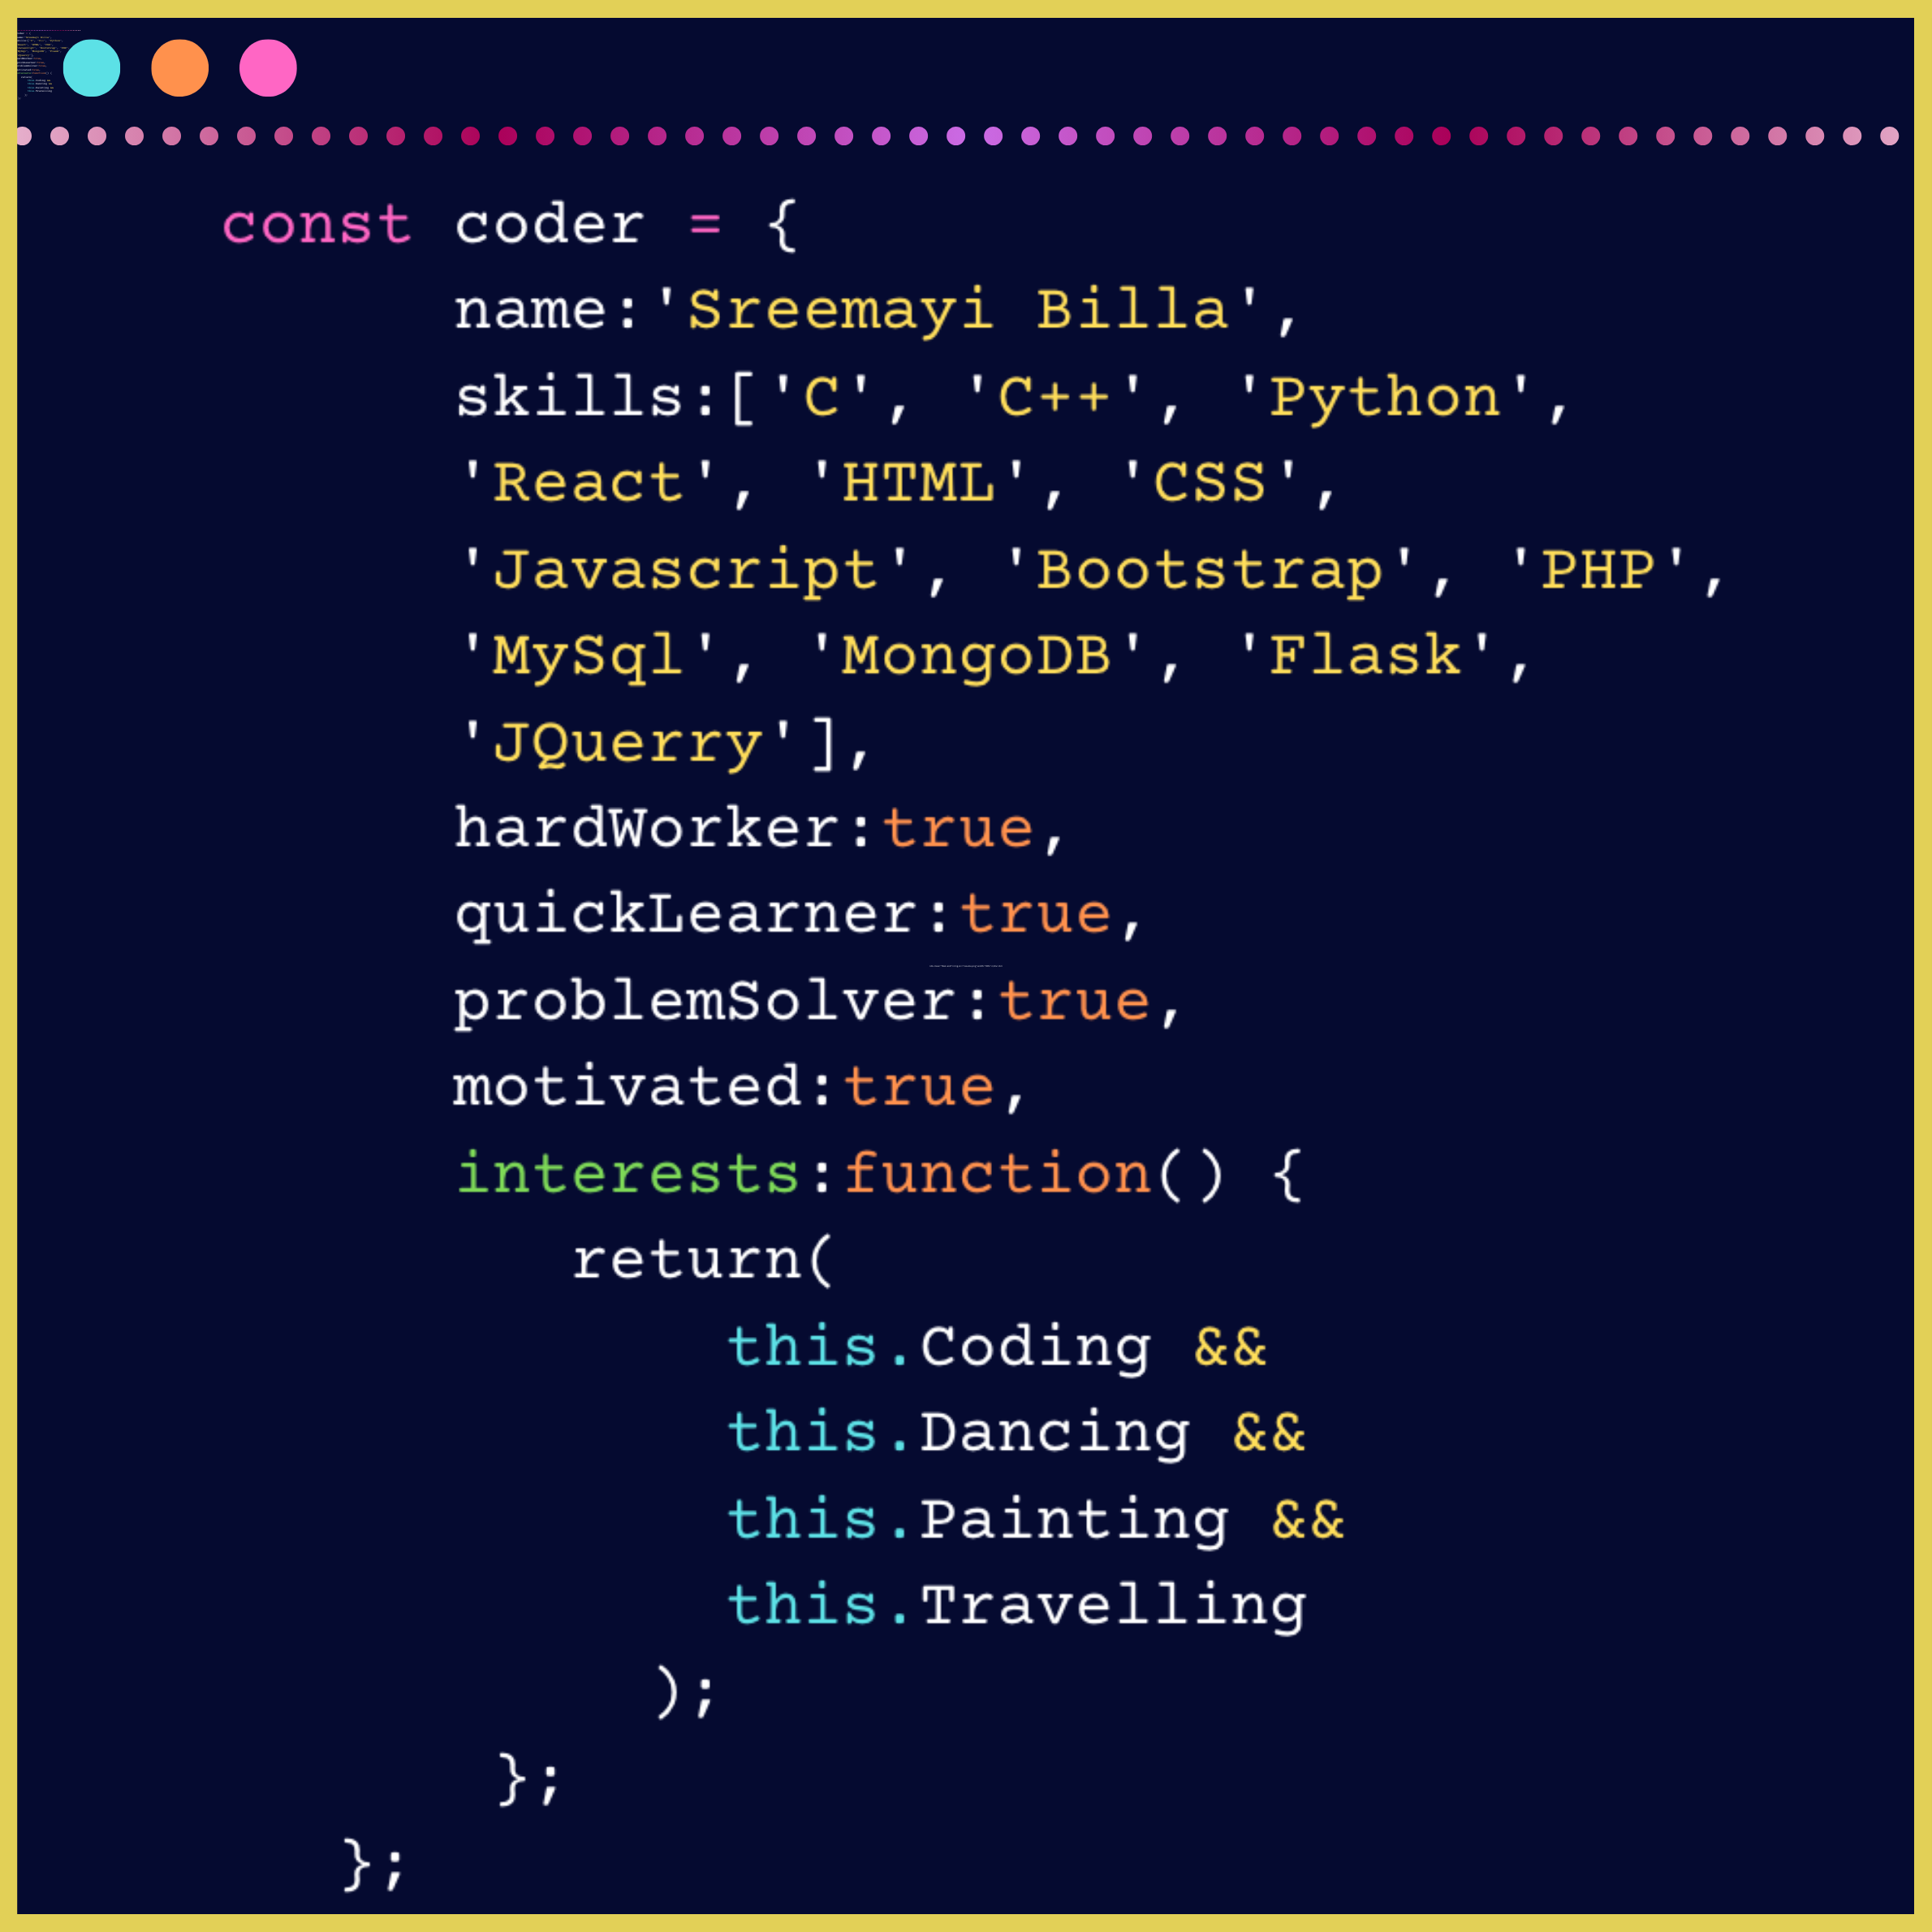 const coder = {
name:'Sreemayi Billa',
skills:['C', 'C++', 'Python',
'React', 'HTML', 'CSS',
'Javascript', 'Bootstrap', 'PHP',
'MySql', 'MongoDB', 'Flask',
'JQuerry'],
hardWorker:true,
quickLearner:true,
problemSolver:true,
motivated:true,
interests:function() {
return(
this.Coding &&
this.Dancing &&
this.Painting &&
this.Travelling
);
};
};